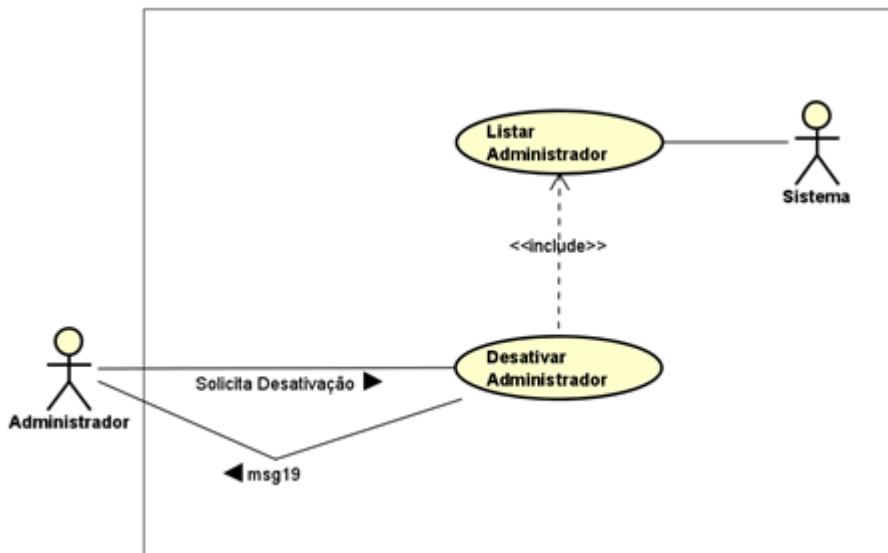 Listar
Administrador
Sistema
<<include>>
Desativar
Administrador
Solicita Desativação
Administrador
msg19